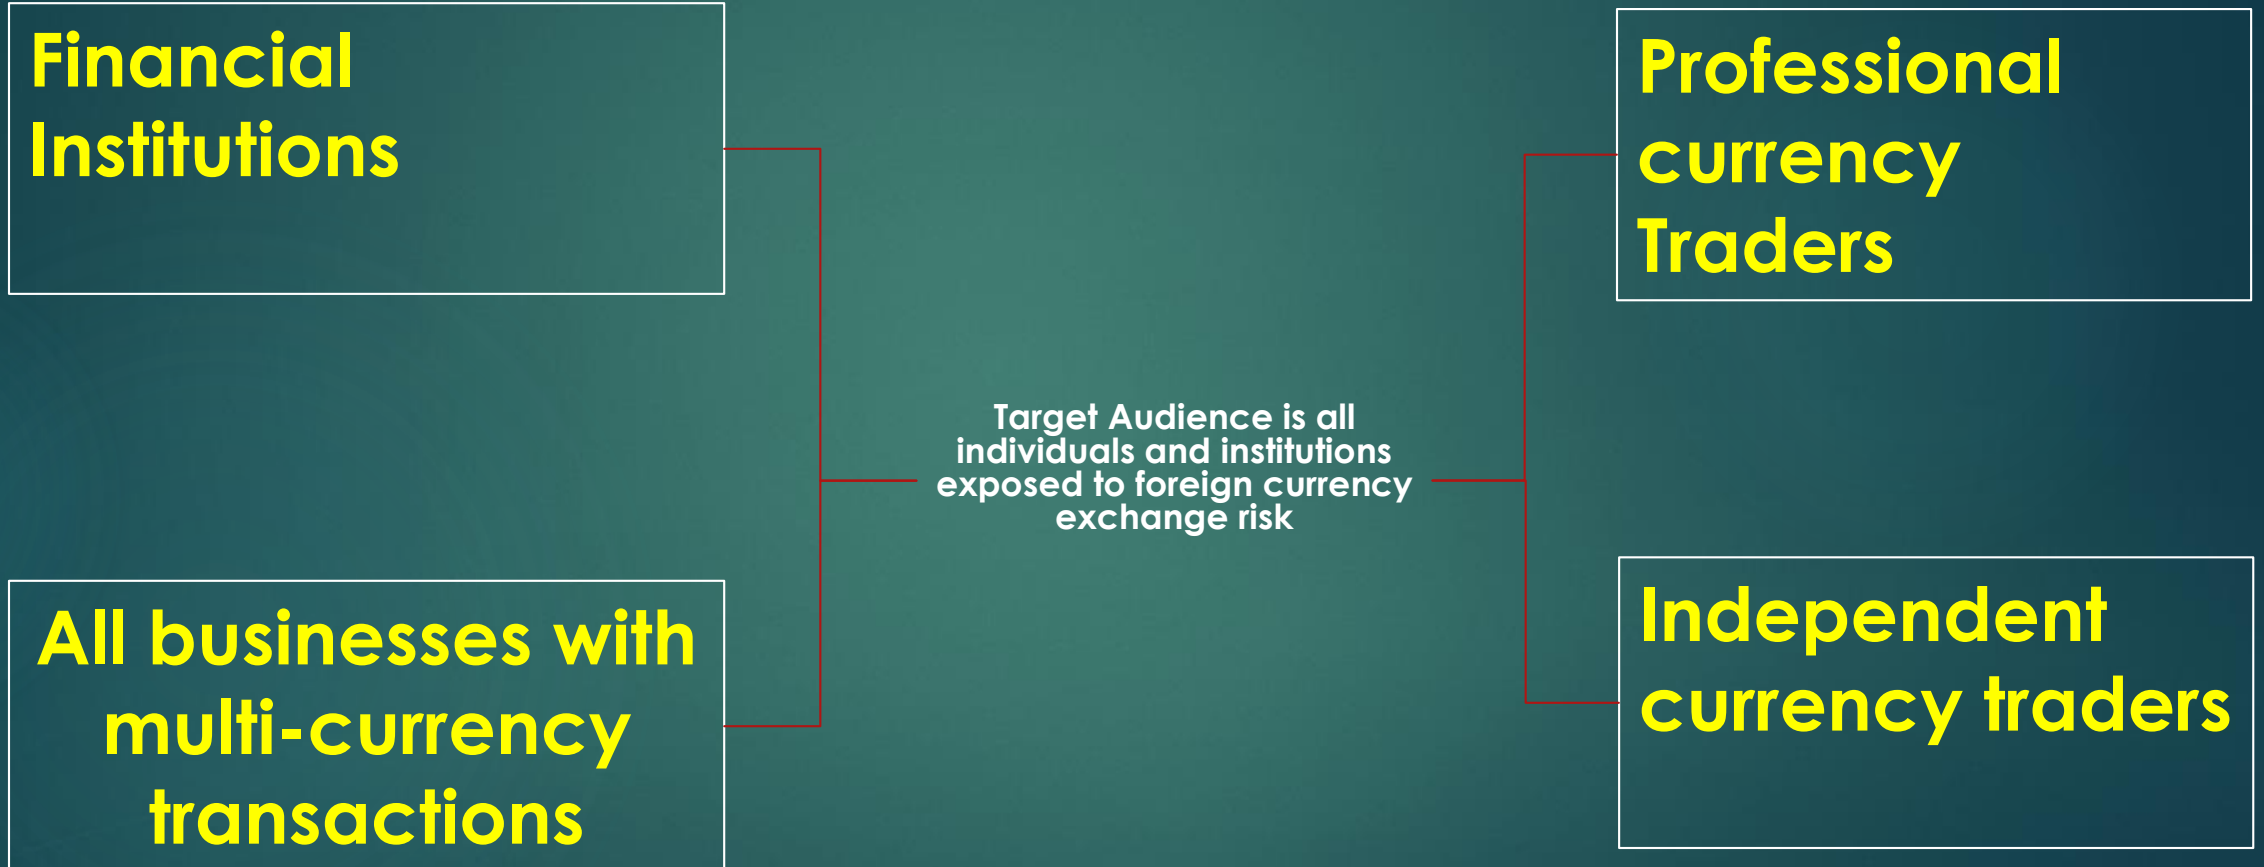 Financial
Institutions
Professional
currency
Traders
Target Audience is all
individuals and institutions
exposed to foreign currency
exchange risk
All businesses with
multi-currency
transactions
Independent
currency traders